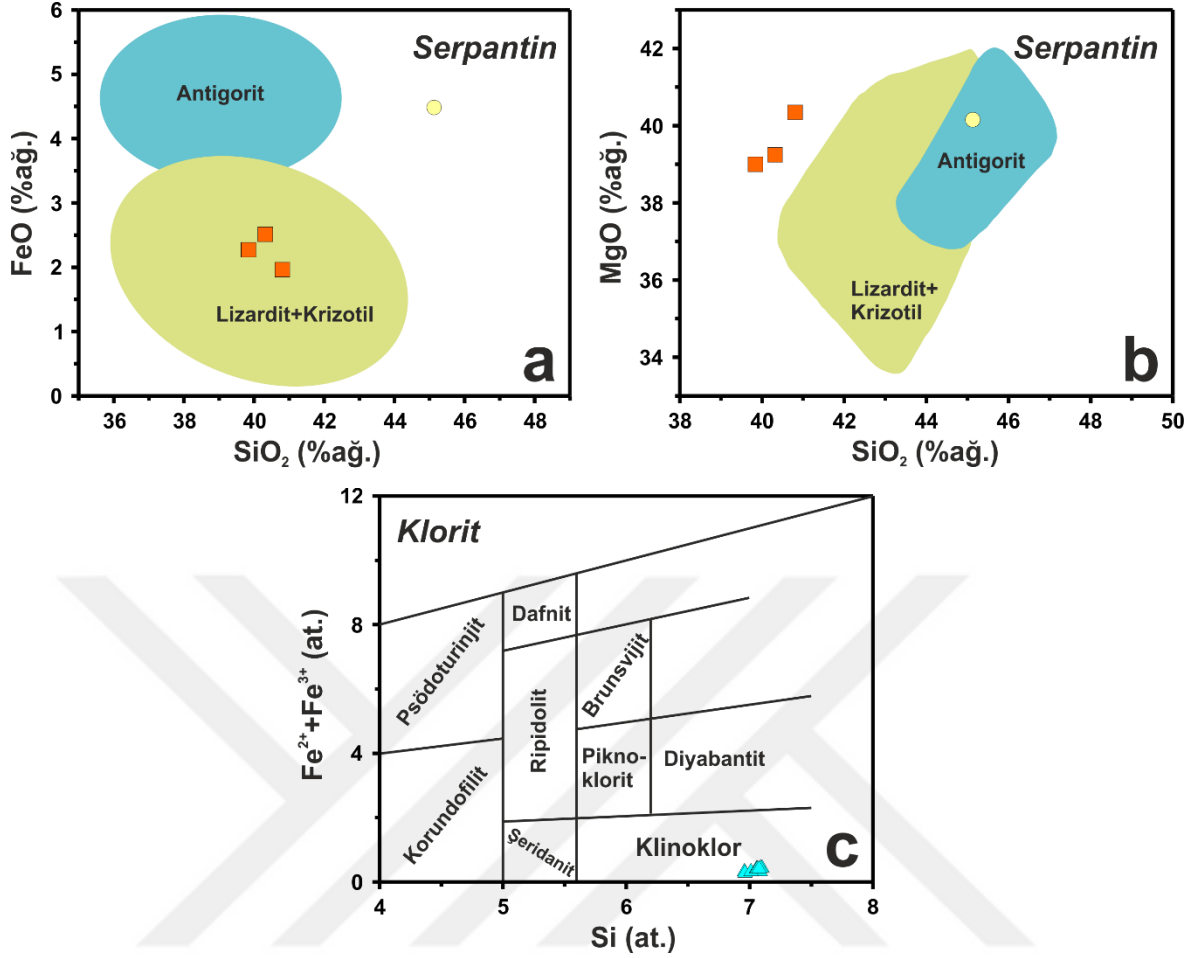 Serpantin
Antigorit
Lizardit+Krizotil
a
FeO (%ağ.)
6
5
4
3
2
1
0
36 38 40 42 44 46 48
SiO₂ (%ağ.)
Serpantin
Antigorit
Lizardit+
Krizotil
b
MgO (%ağ.)
42
40
38
36
34
38 40 42 44 46 48 50
SiO₂ (%ağ.)
Klorit
Psödoturinjit
Dafnit
Brunsvijit
Ripidolit
Korundofilit
Pikno-
klorit
Diyabantit
Şeridanit
Klinoklor
c
Fe²⁺+Fe³⁺ (at.)
12
8
4
0
4 5 6 7 8
Si (at.)